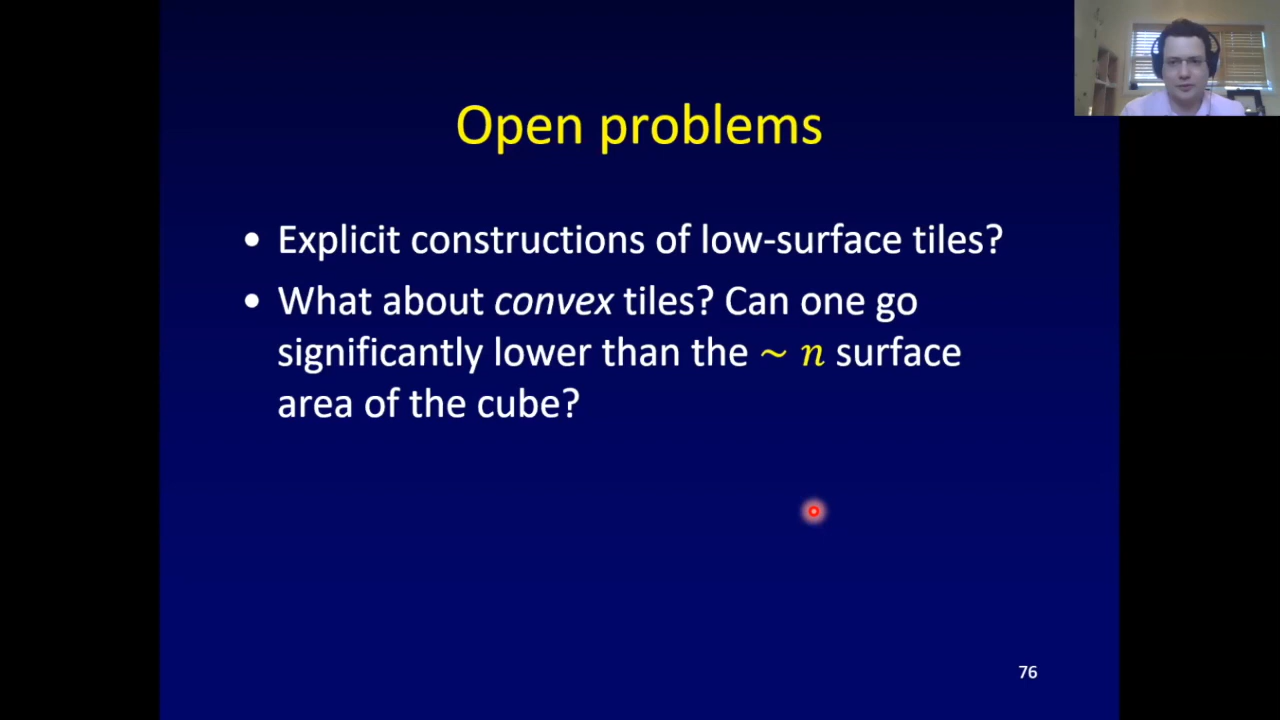 Open problems
• Explicit constructions of low-surface tiles?
• What about convex tiles? Can one go
significantly lower than the ~ n surface
area of the cube?
76